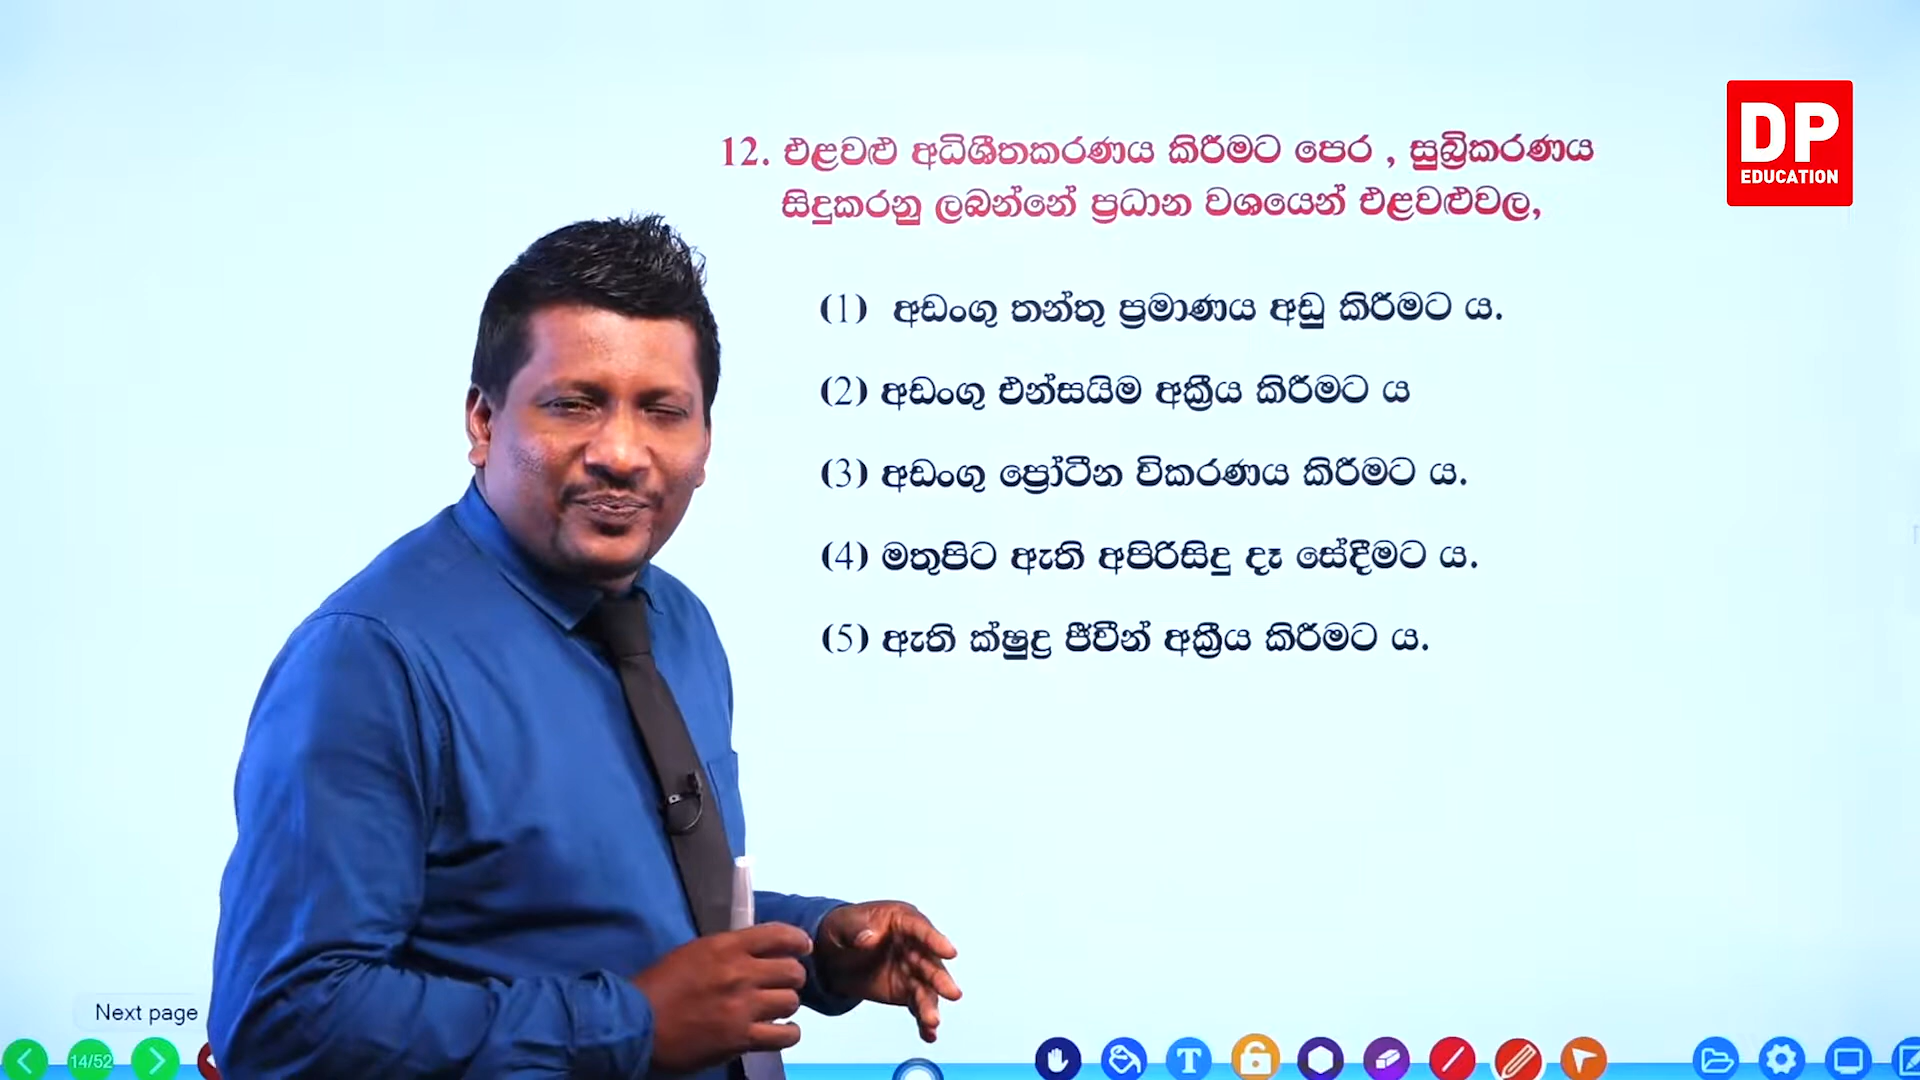 12. එළවළු අධිශීතකරණය කිරීමට පෙර , සුබ්‍රිකරණය
සිදුකරනු ලබන්නේ ප්‍රධාන වශයෙන් එළවළුවල,
(1) අඩංගු තන්තු ප්‍රමාණය අඩු කිරීමට ය.
(2) අඩංගු එන්සයිම අක්‍රීය කිරීමට ය
(3) අඩංගු ප්‍රෝටීන විකරණය කිරීමට ය.
(4) මතුපිට ඇති අපිරිසිදු දෑ සේදීමට ය.
(5) ඇති ක්ෂුද්‍ර ජීවීන් අක්‍රීය කිරීමට ය.
DP
EDUCATION
Next page
14/52
T